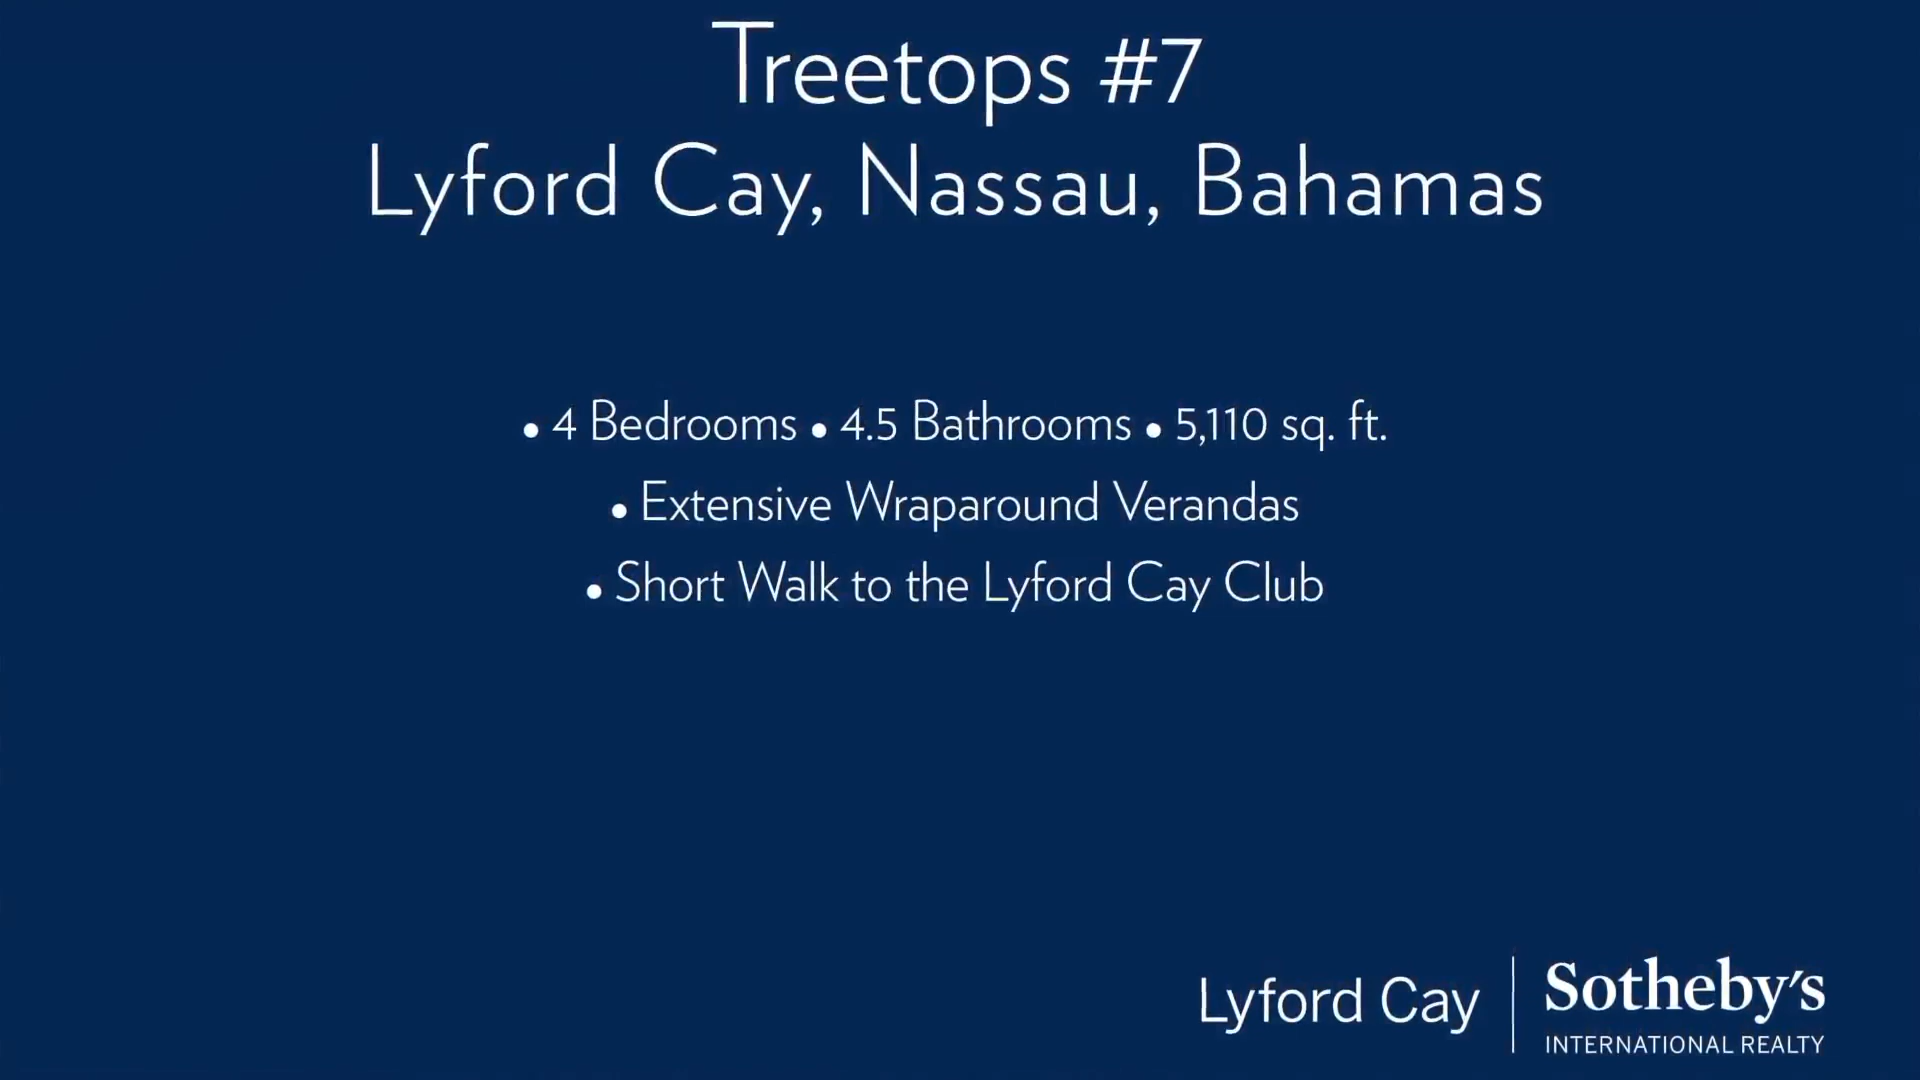 Treetops #7
Lyford Cay, Nassau, Bahamas
• 4 Bedrooms • 4.5 Bathrooms • 5,110 sq. ft.
• Extensive Wraparound Verandas
• Short Walk to the Lyford Cay Club
Lyford Cay
Sotheby's
INTERNATIONAL REALTY